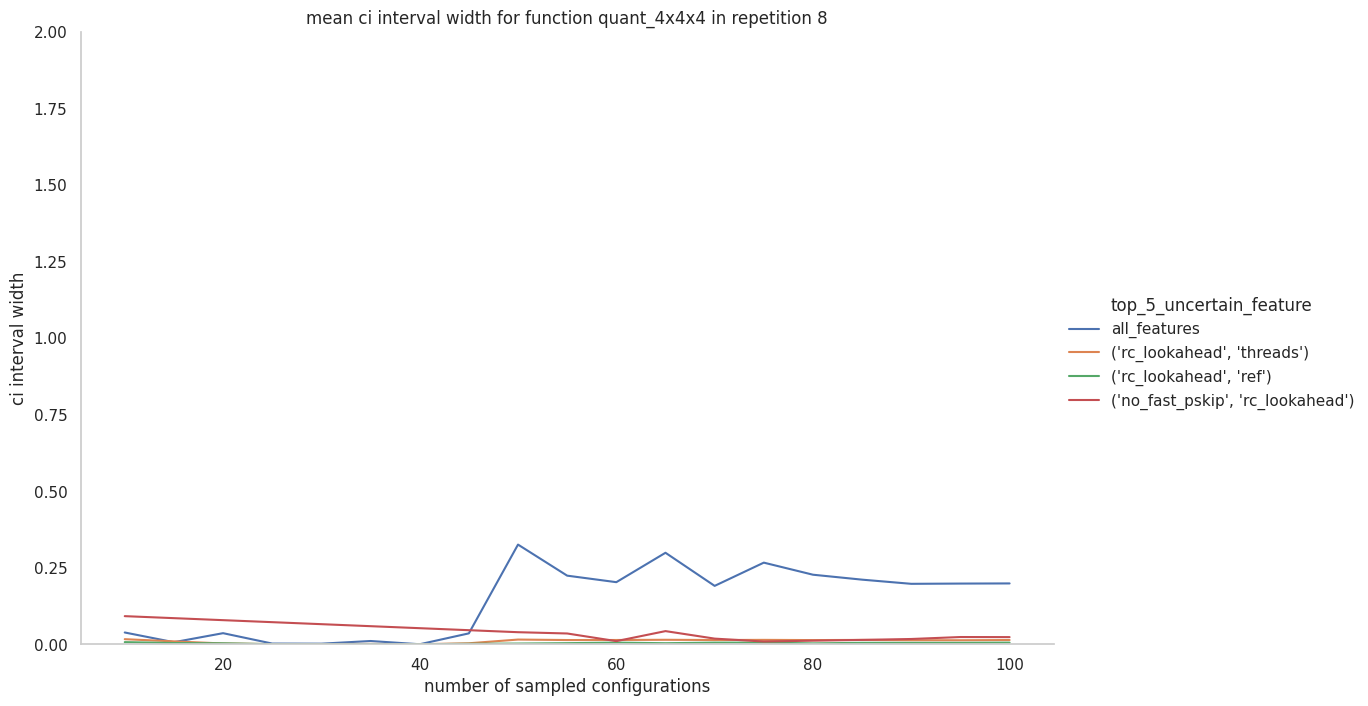 mean ci interval width for function quant_4x4x4 in repetition 8
2.00
1.75
1.50
1.25
1.00
0.75
0.50
0.25
0.00
ci interval width
20
40
60
80
100
number of sampled configurations
top_5_uncertain_feature
all_features
('rc_lookahead', 'threads')
('rc_lookahead', 'ref')
('no_fast_pskip', 'rc_lookahead')